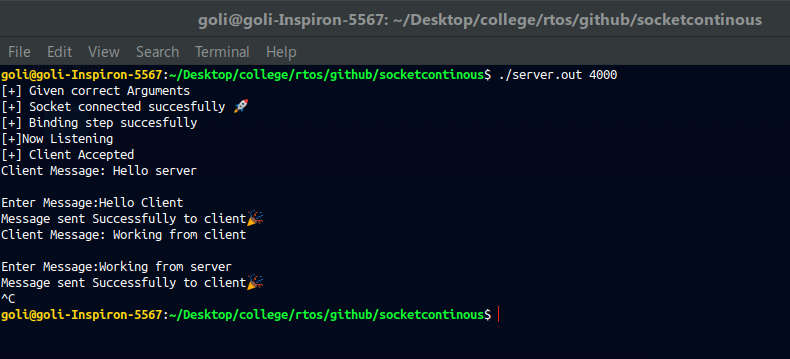 goli@goli-Inspiron-5567: ~/Desktop/college/rtos/github/socketcontinous
File Edit View Search Terminal Help
goli@goli-Inspiron-5567:~/Desktop/college/rtos/github/socketcontinous$ ./server.out 4000
[+] Given correct Arguments
[+] Socket connected succesfully 🚀
[+] Binding step succesfully
[+]Now Listening
[+] Client Accepted
Client Message: Hello server
Enter Message:Hello Client
Message sent Successfully to client🎉
Client Message: Working from client
Enter Message:Working from server
Message sent Successfully to client🎉
^C
goli@goli-Inspiron-5567:~/Desktop/college/rtos/github/socketcontinous$